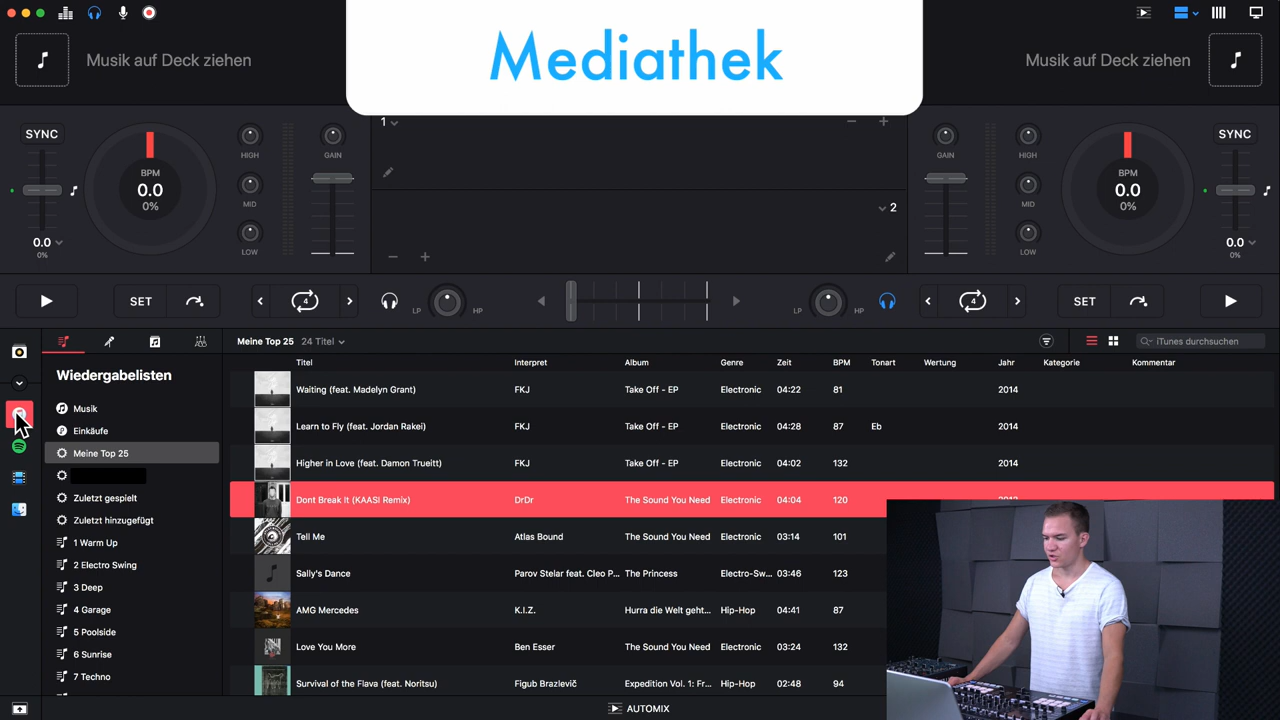 Mediathek
Musik auf Deck ziehen
Musik auf Deck ziehen
SYNC
BPM
0.0
0%
0.0
0%
HIGH
MID
LOW
GAIN
1
2
GAIN
HIGH
MID
LOW
BPM
0.0
0%
SYNC
0.0
0%
SET
4
LP
HP
LP
HP
4
SET
Wiedergabelisten
Musik
Einkäufe
Meine Top 25
Zuletzt gespielt
Zuletzt hinzugefügt
1 Warm Up
2 Electro Swing
3 Deep
4 Garage
5 Poolside
6 Sunrise
7 Techno
Meine Top 25 24 Titel
iTunes durchsuchen
Titel Interpret Album Genre Zeit BPM Tonart Wertung Jahr Kategorie Kommentar
Waiting (feat. Madelyn Grant) FKJ Take Off - EP Electronic 04:22 81 2014
Learn to Fly (feat. Jordan Rakei) FKJ Take Off - EP Electronic 04:28 87 Eb 2014
Higher in Love (feat. Damon Trueitt) FKJ Take Off - EP Electronic 04:02 132 2014
Dont Break It (KAASI Remix) DrDr The Sound You Need Electronic 04:04 120
Tell Me Atlas Bound The Sound You Need Electronic 03:14 101
Sally's Dance Parov Stelar feat. Cleo P... The Princess Electro-Sw... 03:46 123
AMG Mercedes K.I.Z. Hurra die Welt geht... Hip-Hop 04:41 87
Love You More Ben Esser The Sound You Need Electronic 03:24 132
Survival of the Flava (feat. Noritsu) Figub Brazlevič Expedition Vol. 1: Fr... Hip-Hop 02:48 94
AUTOMIX